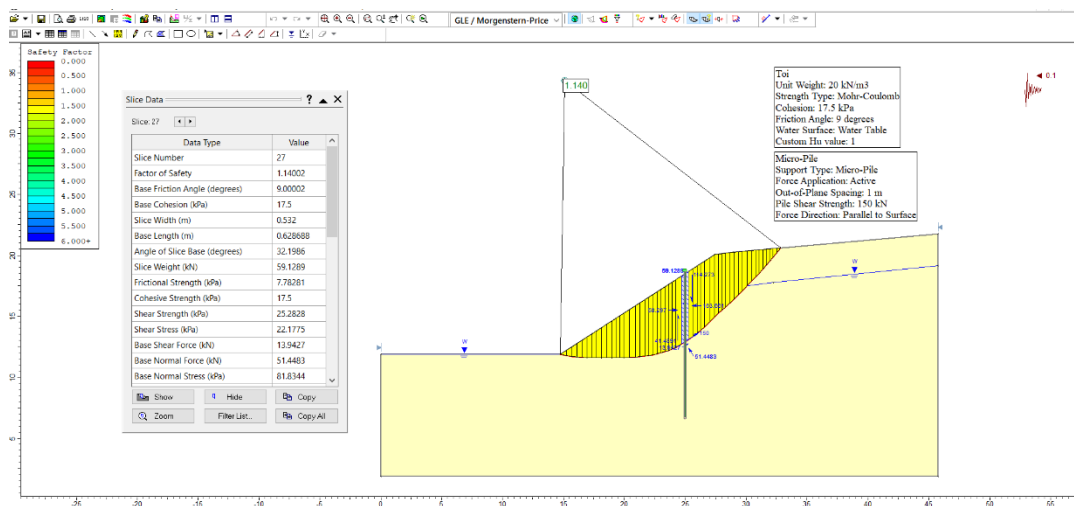 GLE / Morgenstern-Price
Safety Factor
0.000
0.500
1.000
1.500
2.000
2.500
3.000
3.500
4.000
4.500
5.000
5.500
6.000+
Slice Data
? ▲ ✕
Slice: 27
Data Type Value
Slice Number 27
Factor of Safety 1.14002
Base Friction Angle (degrees) 9.00002
Base Cohesion (kPa) 17.5
Slice Width (m) 0.532
Base Length (m) 0.628688
Angle of Slice Base (degrees) 32.1986
Slice Weight (kN) 59.1289
Frictional Strength (kPa) 7.78281
Cohesive Strength (kPa) 17.5
Shear Strength (kPa) 25.2828
Shear Stress (kPa) 22.1775
Base Shear Force (kN) 13.9427
Base Normal Force (kN) 51.4483
Base Normal Stress (kPa) 81.8344
Show Hide Copy
Zoom Filter List... Copy All
1.140
Toi
Unit Weight: 20 kN/m3
Strength Type: Mohr-Coulomb
Cohesion: 17.5 kPa
Friction Angle: 9 degrees
Water Surface: Water Table
Custom Hu value: 1
Micro-Pile
Support Type: Micro-Pile
Force Application: Active
Out-of-Plane Spacing: 1 m
Pile Shear Strength: 150 kN
Force Direction: Parallel to Surface
0.1
W
W
51.4483
35
30
25
20
15
10
5
-25 -20 -15 -10 -5 0 5 10 15 20 25 30 35 40 45 50